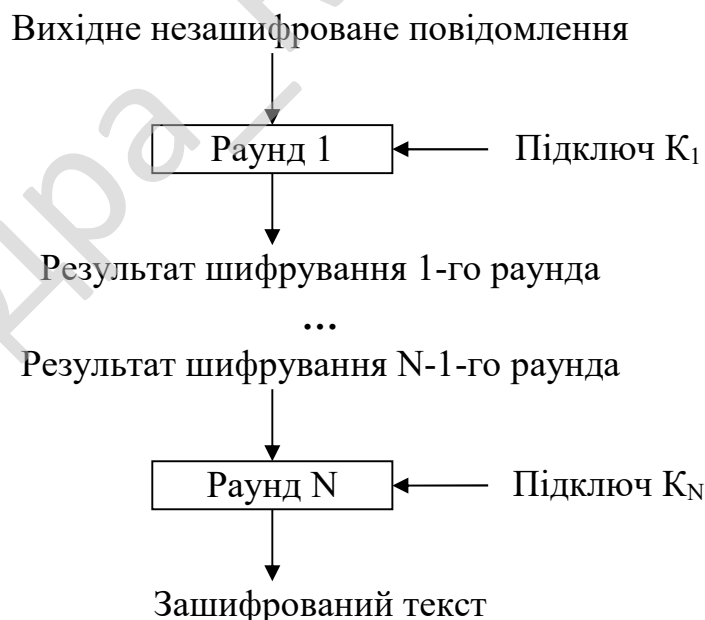 Вихідне незашифроване повідомлення
Раунд 1
Підключ K₁
Результат шифрування 1-го раунда
...
Результат шифрування N-1-го раунда
Раунд N
Підключ K_N
Зашифрований текст